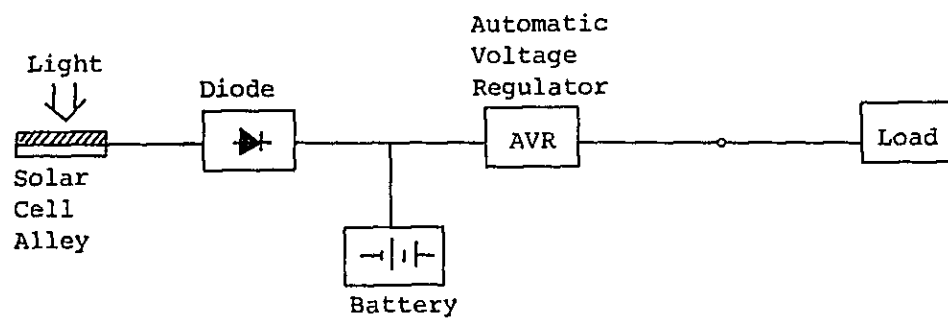 Automatic
Voltage
Regulator
Light
Diode
AVR
Load
Solar
Cell
Alley
Battery